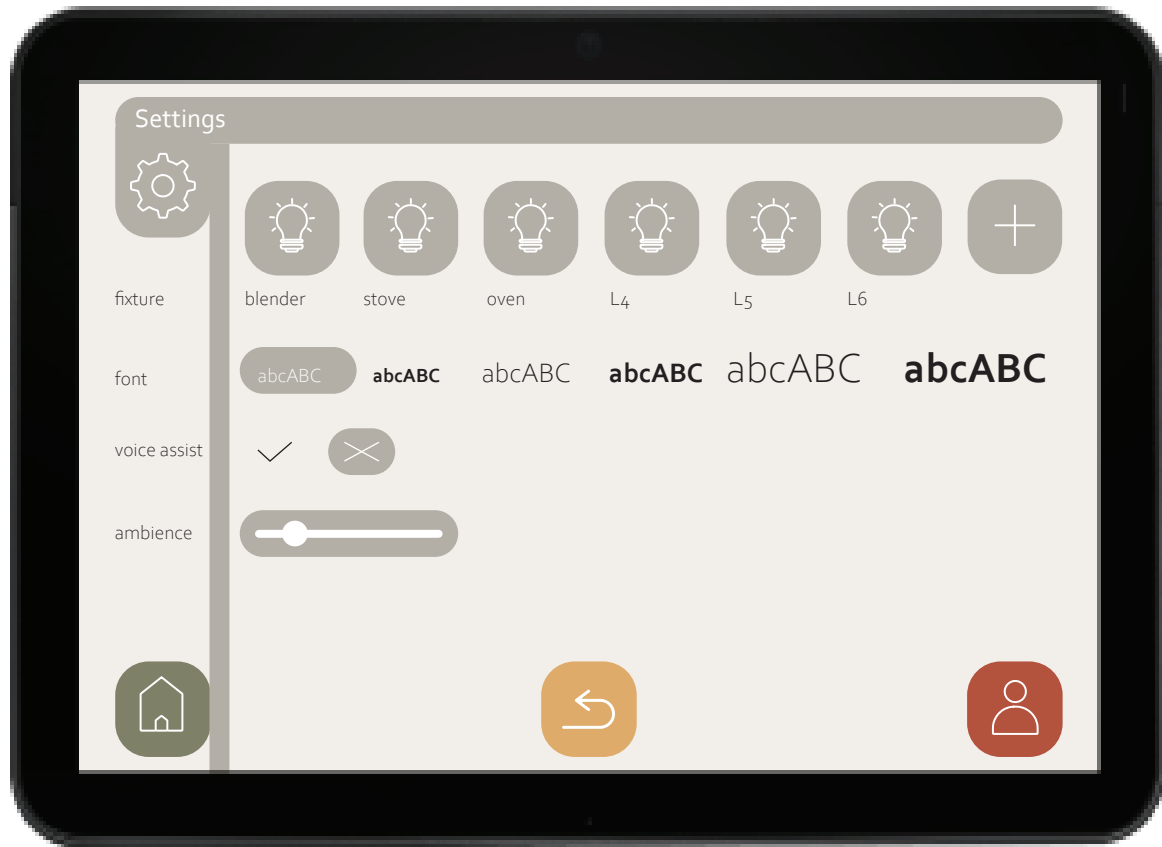 Settings
fixture blender stove oven L4 L5 L6
font abcABC abcABC abcABC abcABC abcABC abcABC
voice assist
ambience